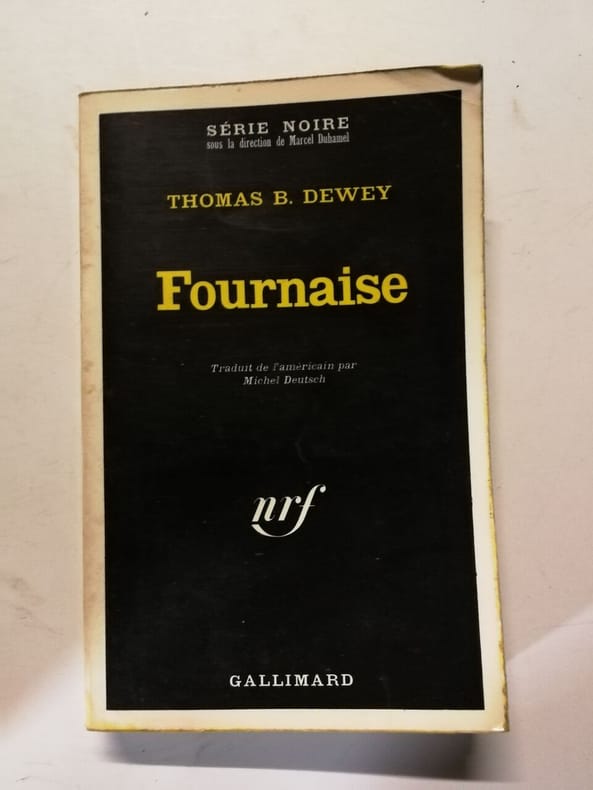 SÉRIE NOIRE
sous la direction de Marcel Duhamel
THOMAS B. DEWEY
Fournaise
Traduit de l'américain par
Michel Deutsch
nrf
GALLIMARD